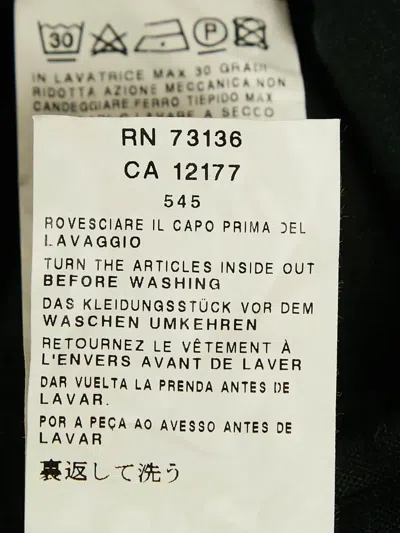 30 P
IN LAVATRICE MAX 30 GRADI
RIDOTTA AZIONE MECCANICA NON
CANDEGGIARE FERRO TIEPIDO MAX
LAVARE A SECCO
RN 73136
CA 12177
545
ROVESCIARE IL CAPO PRIMA DEL
LAVAGGIO
TURN THE ARTICLES INSIDE OUT
BEFORE WASHING
DAS KLEIDUNGSSTÜCK VOR DEM
WASCHEN UMKEHREN
RETOURNEZ LE VÊTEMENT À
L'ENVERS AVANT DE LAVER
DAR VUELTA LA PRENDA ANTES DE
LAVAR.
POR A PEÇA AO AVESSO ANTES DE
LAVAR
裏返して洗う